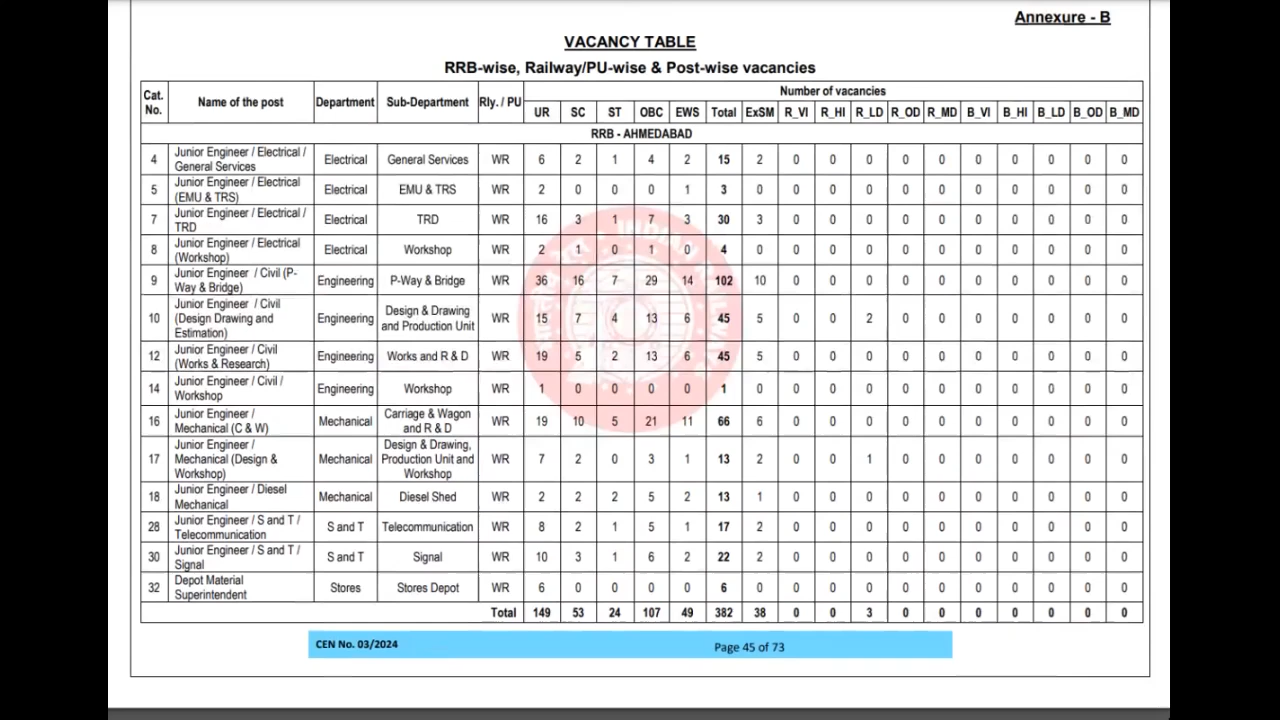 Annexure - B
VACANCY TABLE
RRB-wise, Railway/PU-wise & Post-wise vacancies
Cat. No. Name of the post Department Sub-Department Rly. / PU Number of vacancies
UR SC ST OBC EWS Total ExSM R_VI R_HI R_LD R_OD R_MD B_VI B_HI B_LD B_OD B_MD
RRB - AHMEDABAD
4 Junior Engineer / Electrical / General Services Electrical General Services WR 6 2 1 4 2 15 2 0 0 0 0 0 0 0 0 0 0
5 Junior Engineer / Electrical (EMU & TRS) Electrical EMU & TRS WR 2 0 0 0 1 3 0 0 0 0 0 0 0 0 0 0 0
7 Junior Engineer / Electrical / TRD Electrical TRD WR 16 3 1 7 3 30 3 0 0 0 0 0 0 0 0 0 0
8 Junior Engineer / Electrical (Workshop) Electrical Workshop WR 2 1 0 1 0 4 0 0 0 0 0 0 0 0 0 0 0
9 Junior Engineer / Civil (P-Way & Bridge) Engineering P-Way & Bridge WR 36 16 7 29 14 102 10 0 0 0 0 0 0 0 0 0 0
10 Junior Engineer / Civil (Design Drawing and Estimation) Engineering Design & Drawing and Production Unit WR 15 7 4 13 6 45 5 0 0 2 0 0 0 0 0 0 0
12 Junior Engineer / Civil (Works & Research) Engineering Works and R & D WR 19 5 2 13 6 45 5 0 0 0 0 0 0 0 0 0 0
14 Junior Engineer / Civil / Workshop Engineering Workshop WR 1 0 0 0 0 1 0 0 0 0 0 0 0 0 0 0 0
16 Junior Engineer / Mechanical (C & W) Mechanical Carriage & Wagon and R & D WR 19 10 5 21 11 66 6 0 0 0 0 0 0 0 0 0 0
17 Junior Engineer / Mechanical (Design & Workshop) Mechanical Design & Drawing, Production Unit and Workshop WR 7 2 0 3 1 13 2 0 0 1 0 0 0 0 0 0 0
18 Junior Engineer / Diesel Mechanical Mechanical Diesel Shed WR 2 2 2 5 2 13 1 0 0 0 0 0 0 0 0 0 0
28 Junior Engineer / S and T / Telecommunication S and T Telecommunication WR 8 2 1 5 1 17 2 0 0 0 0 0 0 0 0 0 0
30 Junior Engineer / S and T / Signal S and T Signal WR 10 3 1 6 2 22 2 0 0 0 0 0 0 0 0 0 0
32 Depot Material Superintendent Stores Stores Depot WR 6 0 0 0 0 6 0 0 0 0 0 0 0 0 0 0 0
Total 149 53 24 107 49 382 38 0 0 3 0 0 0 0 0 0 0
INDIAN RAILWAYS
CEN No. 03/2024 Page 45 of 73